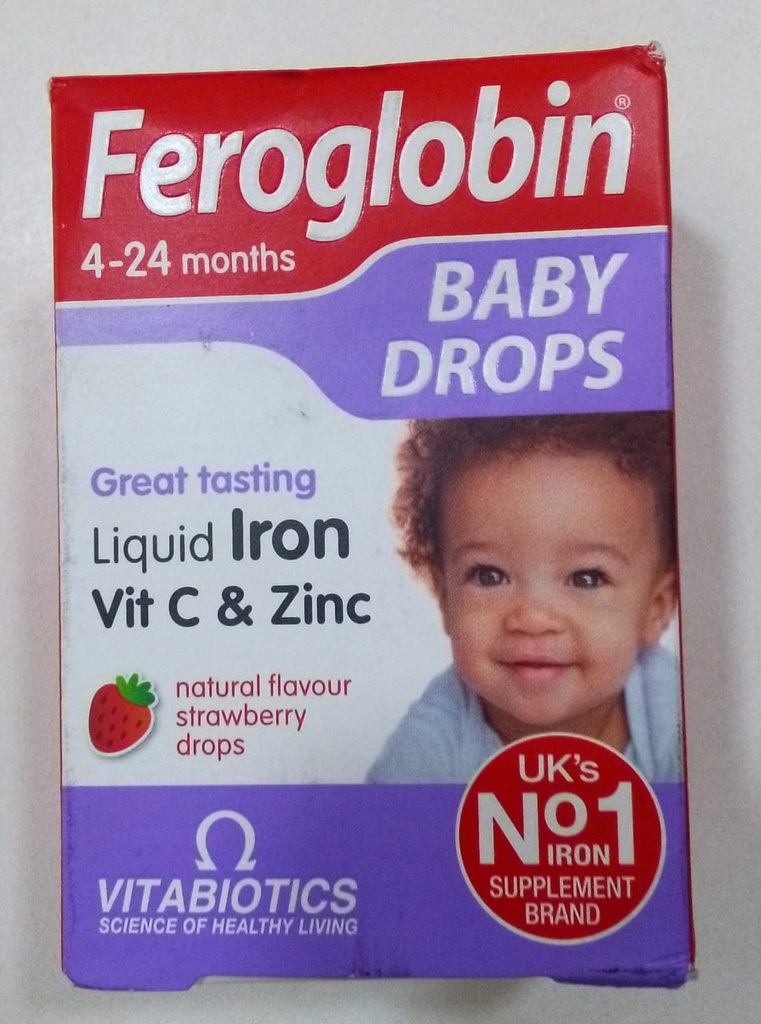 Feroglobin®
4-24 months
BABY
DROPS
Great tasting
Liquid Iron
Vit C & Zinc
natural flavour
strawberry
drops
UK's
No1
IRON
SUPPLEMENT
BRAND
VITABIOTICS
SCIENCE OF HEALTHY LIVING